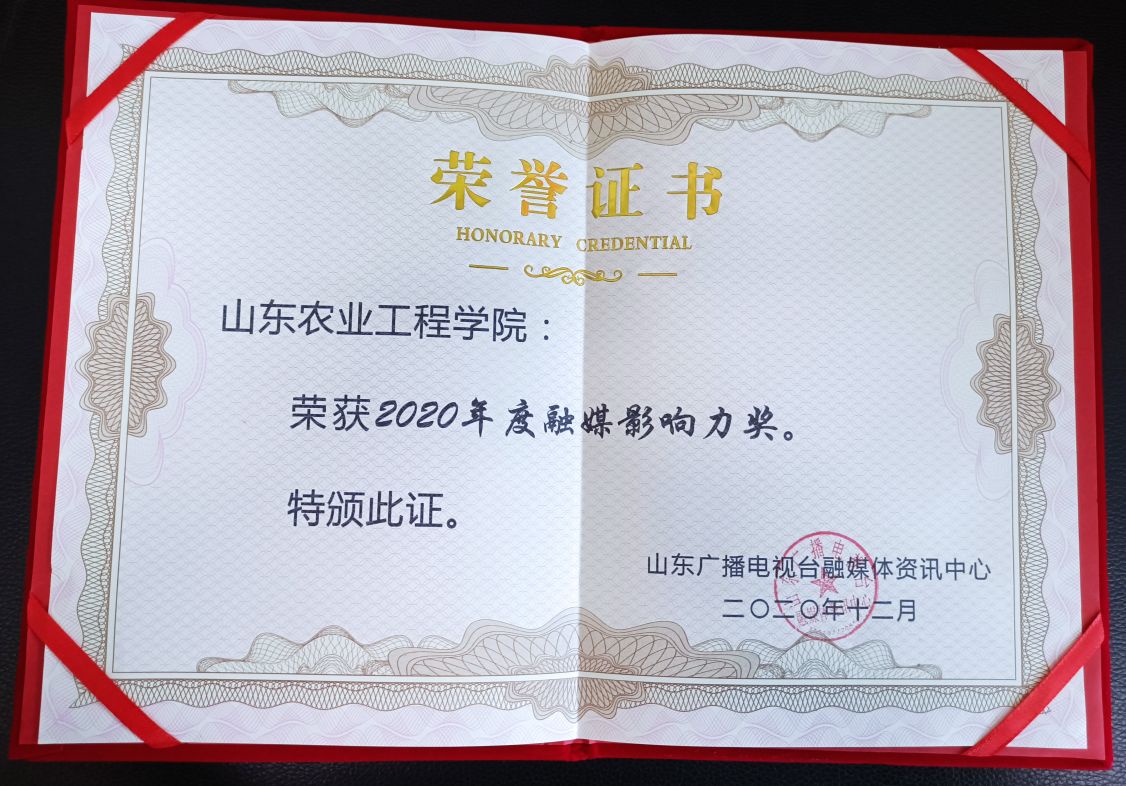 荣誉证书
HONORARY CREDENTIAL
山东农业工程学院：
荣获2020年度融媒影响力奖。
特颁此证。
山东广播电视台融媒体资讯中心
二〇二〇年十二月